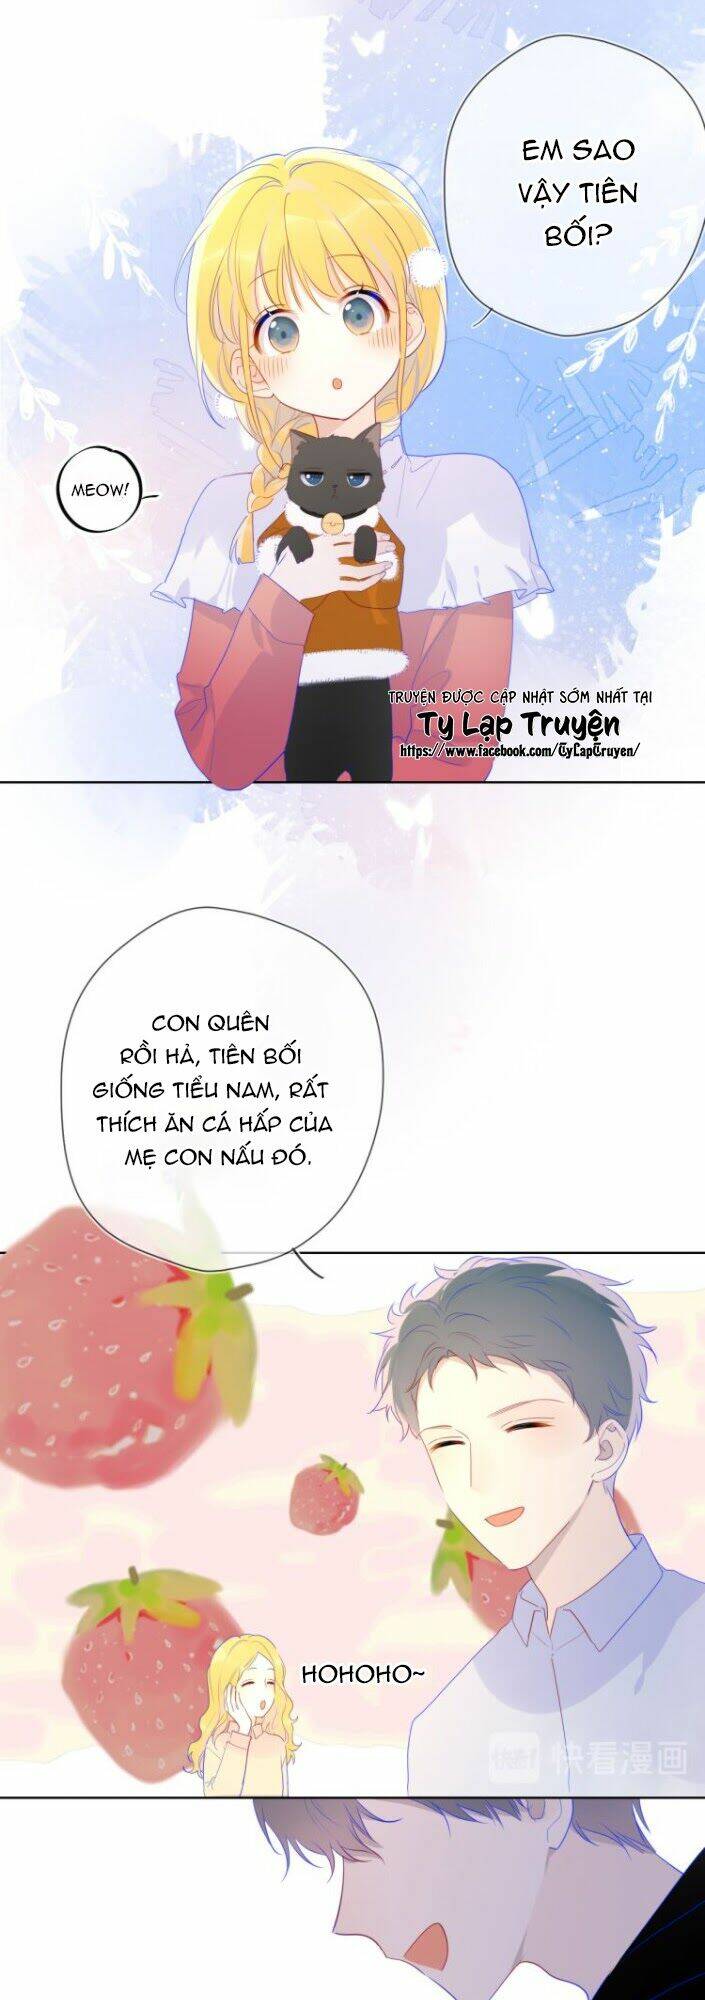 EM SAO
VẬY TIÊN
BỐI?
MEOW!
TRUYỆN ĐƯỢC CẬP NHẬT SỚM NHẤT TẠI
Ty Lạp Truyện
https://www.facebook.com/TyLapTruyen/
CON QUÊN
RỒI HẢ, TIÊN BỐI
GIỐNG TIỂU NAM, RẤT
THÍCH ĂN CÁ HẤP CỦA
MẸ CON NẤU ĐÓ.
HOHOHO~
快看! 快看漫画